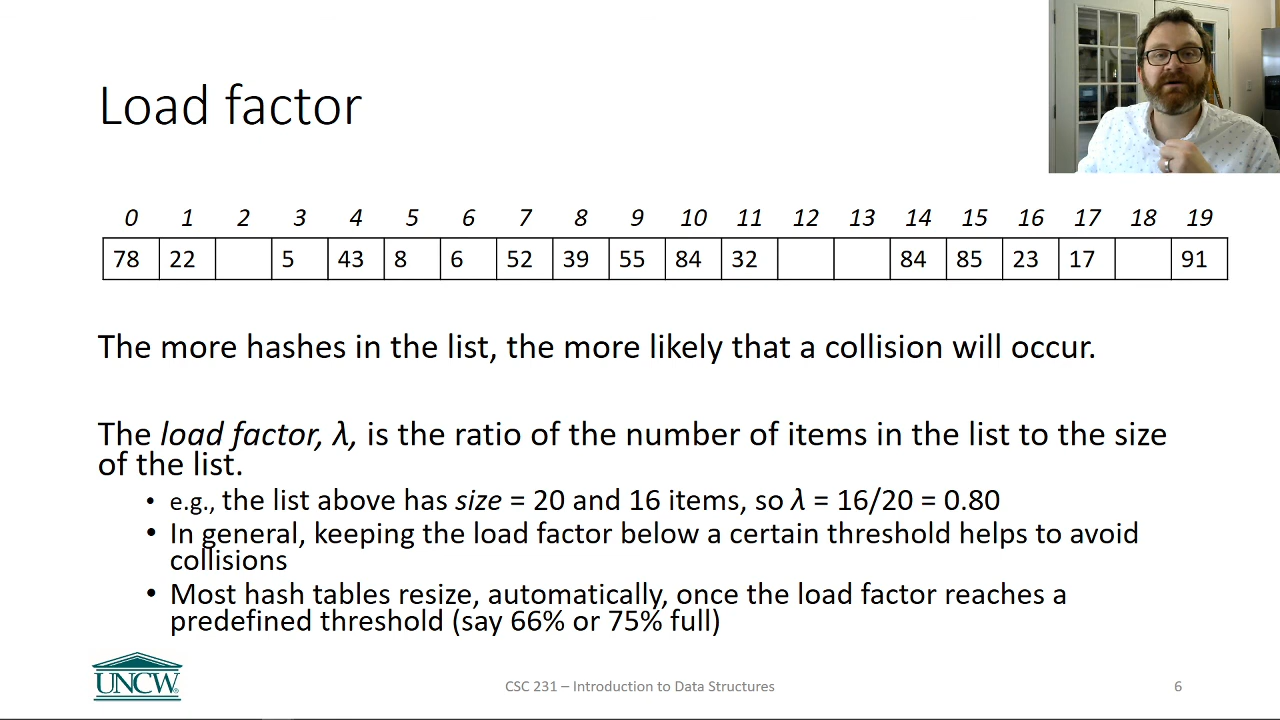 Load factor
0 1 2 3 4 5 6 7 8 9 10 11 12 13 14 15 16 17 18 19
78 22 5 43 8 6 52 39 55 84 32 84 85 23 17 91
The more hashes in the list, the more likely that a collision will occur.
The load factor, λ, is the ratio of the number of items in the list to the size
of the list.
• e.g., the list above has size = 20 and 16 items, so λ = 16/20 = 0.80
• In general, keeping the load factor below a certain threshold helps to avoid
collisions
• Most hash tables resize, automatically, once the load factor reaches a
predefined threshold (say 66% or 75% full)
UNCW®
CSC 231 – Introduction to Data Structures
6